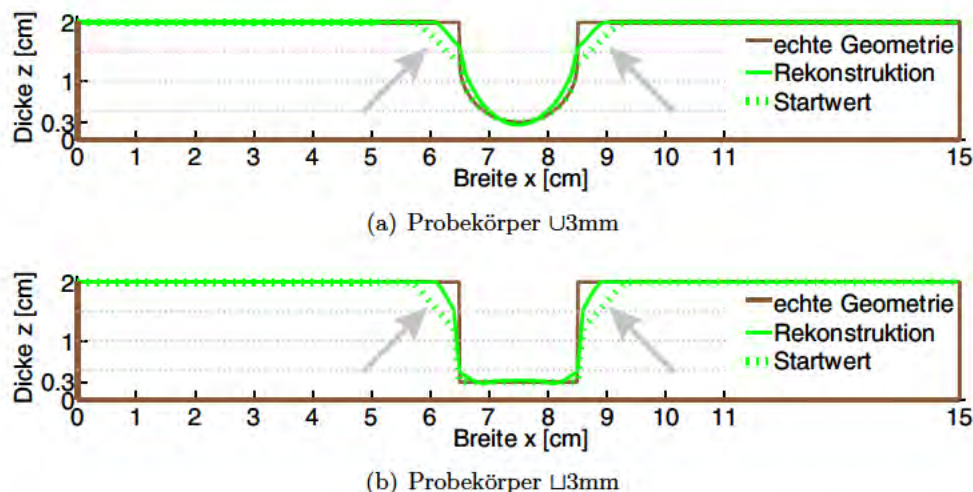 Dicke z [cm]
2
1
0.3
0
echte Geometrie
Rekonstruktion
Startwert
0 1 2 3 4 5 6 7 8 9 10 11 15
Breite x [cm]
(a) Probekörper ∪3mm
Dicke z [cm]
2
1
0.3
0
echte Geometrie
Rekonstruktion
Startwert
0 1 2 3 4 5 6 7 8 9 10 11 15
Breite x [cm]
(b) Probekörper ⊔3mm